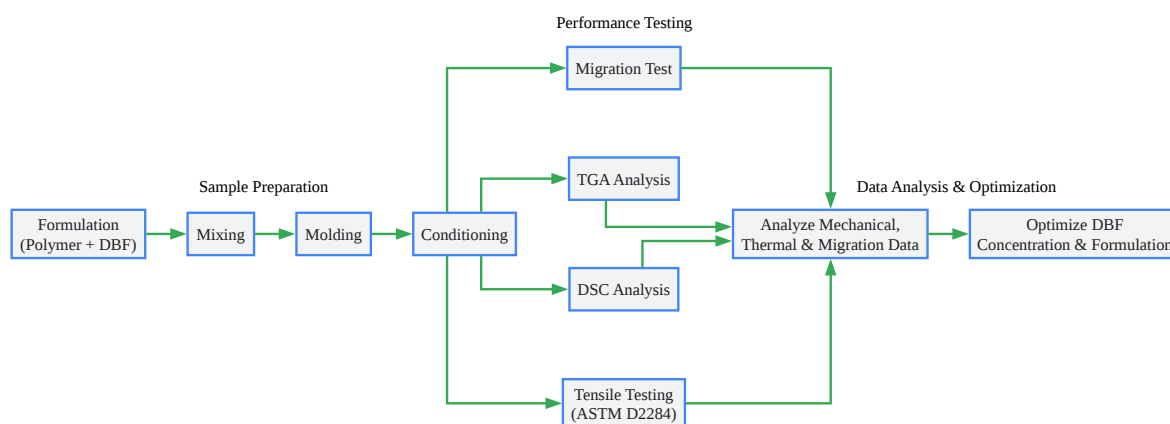 Performance Testing
Migration Test
Sample Preparation
TGA Analysis
Data Analysis & Optimization
Formulation
(Polymer + DBF)
Mixing
Molding
Conditioning
Analyze Mechanical,
Thermal & Migration Data
Optimize DBF
Concentration & Formulation
DSC Analysis
Tensile Testing
(ASTM D2284)